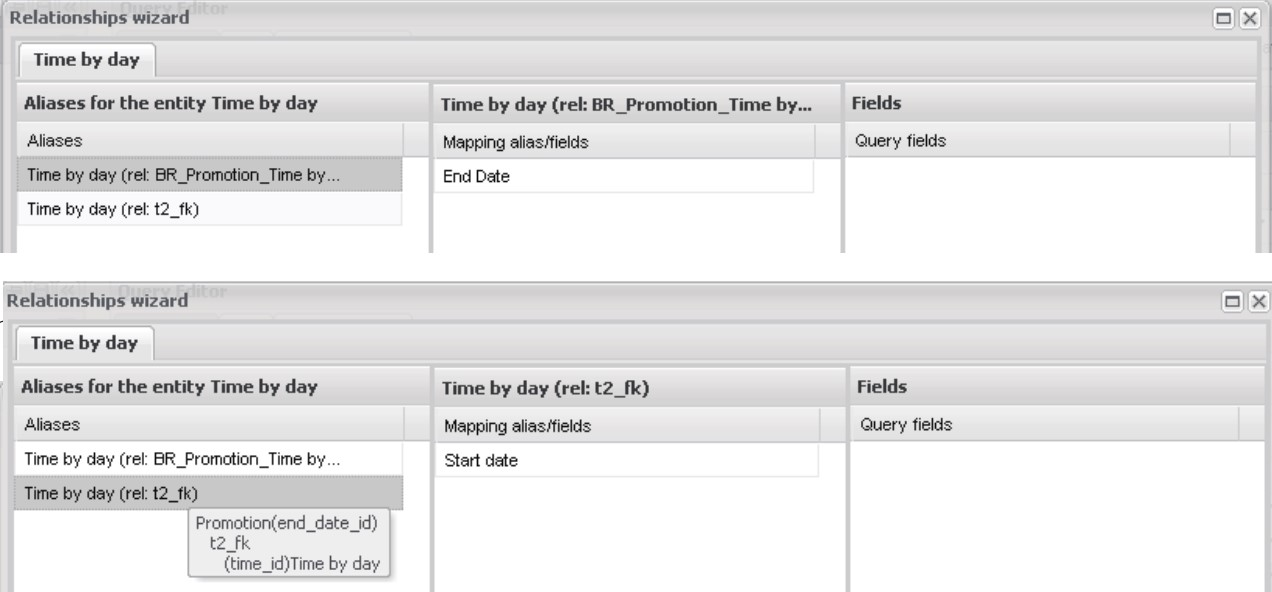 Query Editor
Relationships wizard
Time by day
Aliases for the entity Time by day
Time by day (rel: BR_Promotion_Time by...
Fields
Aliases
Mapping alias/fields
Query fields
Time by day (rel: BR_Promotion_Time by...
End Date
Time by day (rel: t2_fk)
Query Editor
Relationships wizard
Time by day
Aliases for the entity Time by day
Time by day (rel: t2_fk)
Fields
Aliases
Mapping alias/fields
Query fields
Time by day (rel: BR_Promotion_Time by...
Start date
Time by day (rel: t2_fk)
Promotion(end_date_id)
t2_fk
(time_id)Time by day